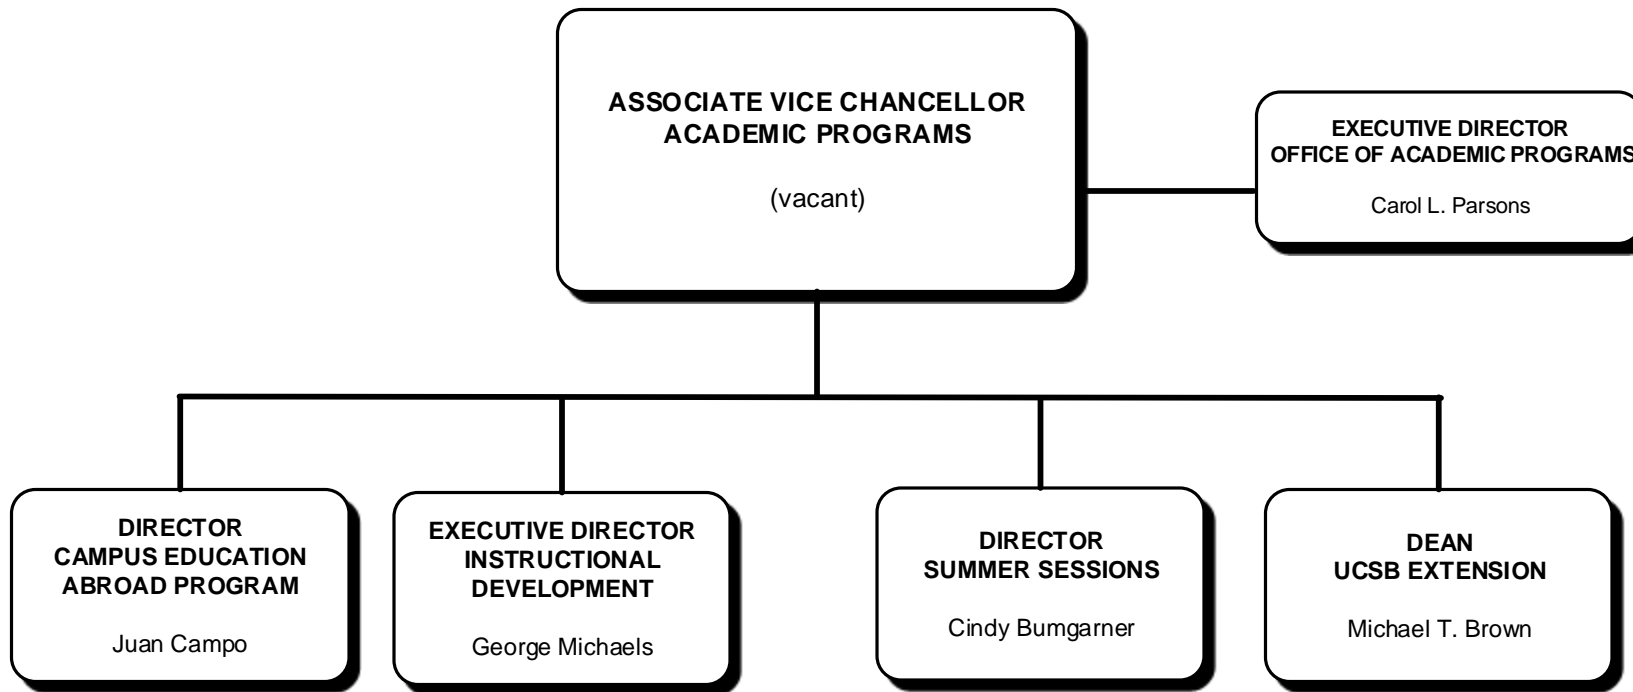 ASSOCIATE VICE CHANCELLOR
ACADEMIC PROGRAMS
(vacant)
EXECUTIVE DIRECTOR
OFFICE OF ACADEMIC PROGRAMS
Carol L. Parsons
DIRECTOR
CAMPUS EDUCATION
ABROAD PROGRAM
Juan Campo
EXECUTIVE DIRECTOR
INSTRUCTIONAL
DEVELOPMENT
George Michaels
DIRECTOR
SUMMER SESSIONS
Cindy Bumgarner
DEAN
UCSB EXTENSION
Michael T. Brown